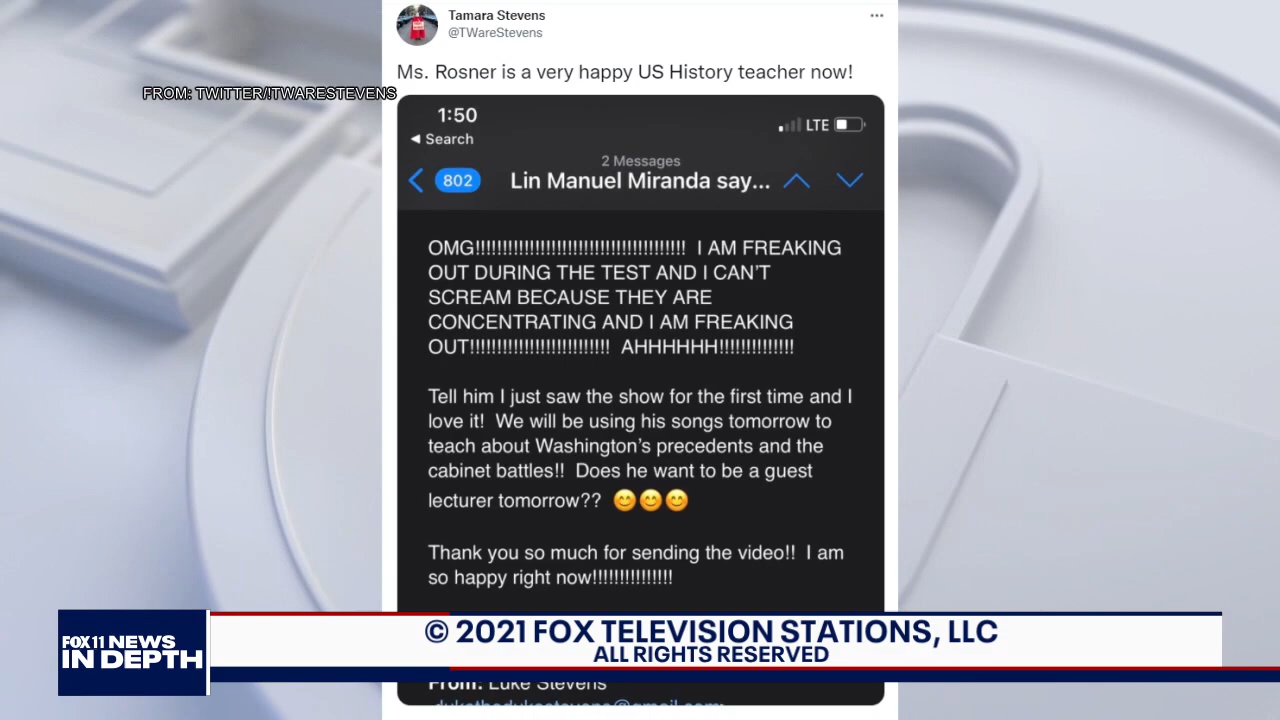 Tamara Stevens
@TWareStevens
Ms. Rosner is a very happy US History teacher now!
FROM: TWITTER/!TWARESTEVENS
1:50
LTE
◀ Search
2 Messages
802
Lin Manuel Miranda say...
OMG!!!!!!!!!!!!!!!!!!!!!!!!!!!!!!!!!!!!!!! I AM FREAKING
OUT DURING THE TEST AND I CAN'T
SCREAM BECAUSE THEY ARE
CONCENTRATING AND I AM FREAKING
OUT!!!!!!!!!!!!!!!!!!!!!!!!!! AHHHHHH!!!!!!!!!!!!!!
Tell him I just saw the show for the first time and I
love it! We will be using his songs tomorrow to
teach about Washington's precedents and the
cabinet battles!! Does he want to be a guest
lecturer tomorrow?? 😊😊😊
Thank you so much for sending the video!! I am
so happy right now!!!!!!!!!!!!!!!
© 2021 FOX TELEVISION STATIONS, LLC
ALL RIGHTS RESERVED
FOX 11 NEWS
IN DEPTH
From: Luke Stevens